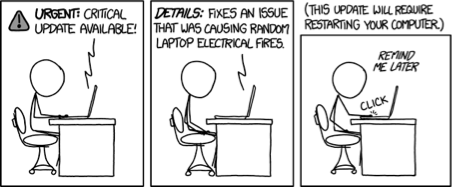 URGENT: CRITICAL
UPDATE AVAILABLE!
DETAILS: FIXES AN ISSUE
THAT WAS CAUSING RANDOM
LAPTOP ELECTRICAL FIRES.
(THIS UPDATE WILL REQUIRE
RESTARTING YOUR COMPUTER.)
REMIND
ME LATER
CLICK